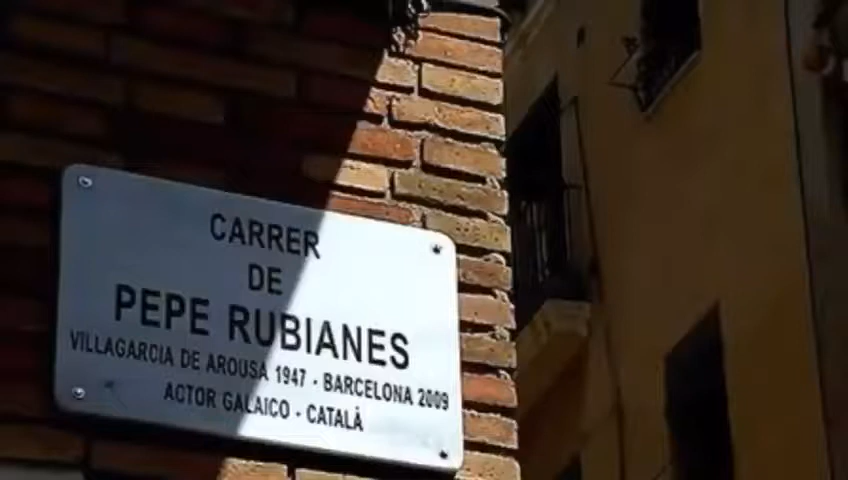 CARRER
DE
PEPE RUBIANES
VILLAGARCIA DE AROUSA 1947 - BARCELONA 2009
ACTOR GALAICO - CATALÀ